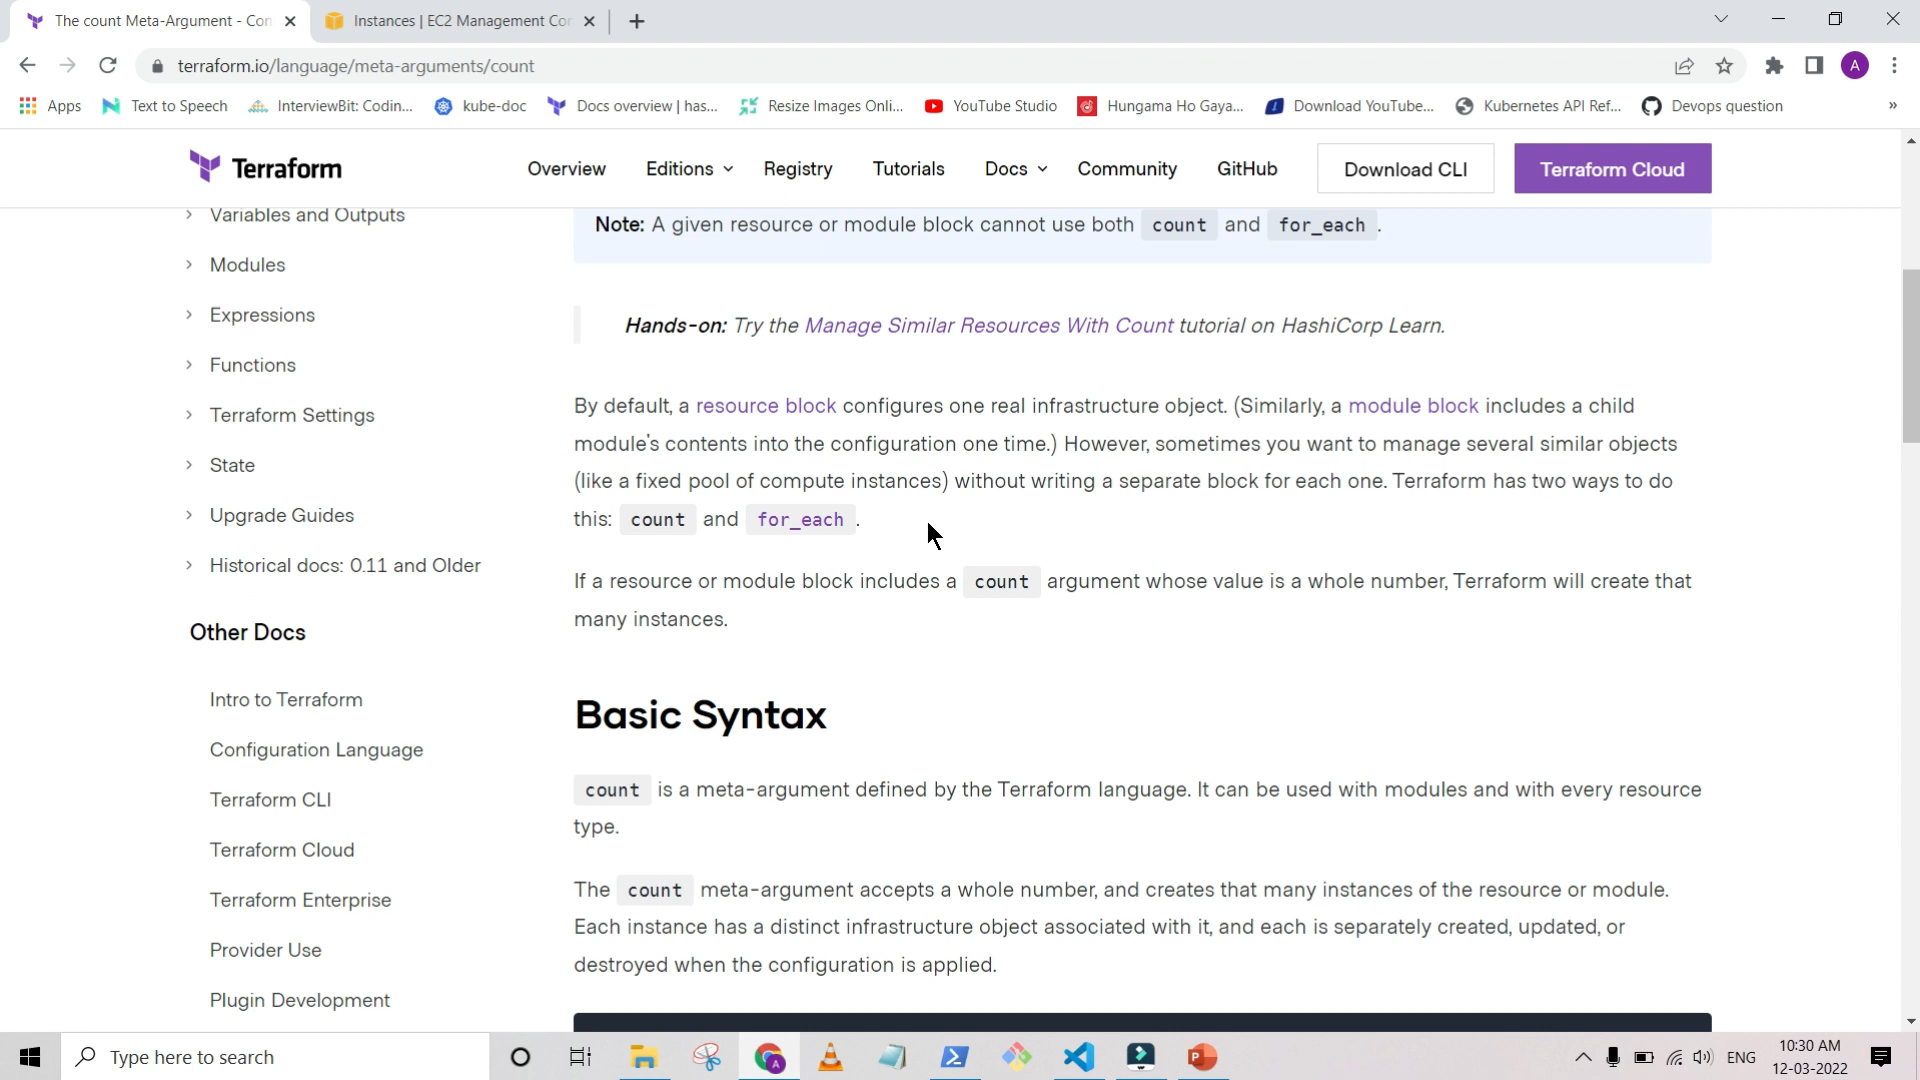 The count Meta-Argument - Con
Instances | EC2 Management Con
terraform.io/language/meta-arguments/count
A
Apps
Text to Speech
InterviewBit: Codin...
kube-doc
Docs overview | has...
Resize Images Onli...
YouTube Studio
Hungama Ho Gaya...
Download YouTube...
Kubernetes API Ref...
Devops question
»
Terraform
Overview
Editions
Registry
Tutorials
Docs
Community
GitHub
Download CLI
Terraform Cloud
Variables and Outputs
Modules
Expressions
Functions
Terraform Settings
State
Upgrade Guides
Historical docs: 0.11 and Older
Other Docs
Intro to Terraform
Configuration Language
Terraform CLI
Terraform Cloud
Terraform Enterprise
Provider Use
Plugin Development
Note: A given resource or module block cannot use both count and for_each.
Hands-on: Try the Manage Similar Resources With Count tutorial on HashiCorp Learn.
By default, a resource block configures one real infrastructure object. (Similarly, a module block includes a child
module's contents into the configuration one time.) However, sometimes you want to manage several similar objects
(like a fixed pool of compute instances) without writing a separate block for each one. Terraform has two ways to do
this: count and for_each.
If a resource or module block includes a count argument whose value is a whole number, Terraform will create that
many instances.
Basic Syntax
count is a meta-argument defined by the Terraform language. It can be used with modules and with every resource
type.
The count meta-argument accepts a whole number, and creates that many instances of the resource or module.
Each instance has a distinct infrastructure object associated with it, and each is separately created, updated, or
destroyed when the configuration is applied.
Type here to search
ENG
10:30 AM
12-03-2022